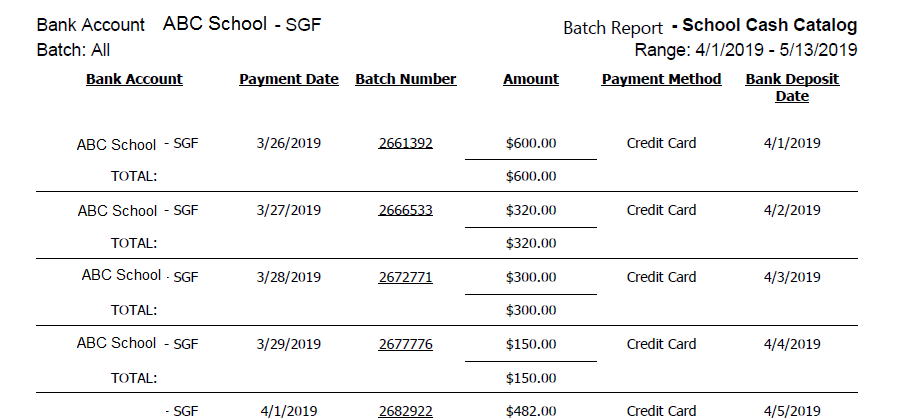 Bank Account ABC School - SGF Batch Report - School Cash Catalog
Batch: All Range: 4/1/2019 - 5/13/2019
Bank Account Payment Date Batch Number Amount Payment Method Bank Deposit
Date
ABC School - SGF 3/26/2019 2661392 $600.00 Credit Card 4/1/2019
TOTAL: $600.00
ABC School - SGF 3/27/2019 2666533 $320.00 Credit Card 4/2/2019
TOTAL: $320.00
ABC School - SGF 3/28/2019 2672771 $300.00 Credit Card 4/3/2019
TOTAL: $300.00
ABC School - SGF 3/29/2019 2677776 $150.00 Credit Card 4/4/2019
TOTAL: $150.00
- SGF 4/1/2019 2682922 $482.00 Credit Card 4/5/2019